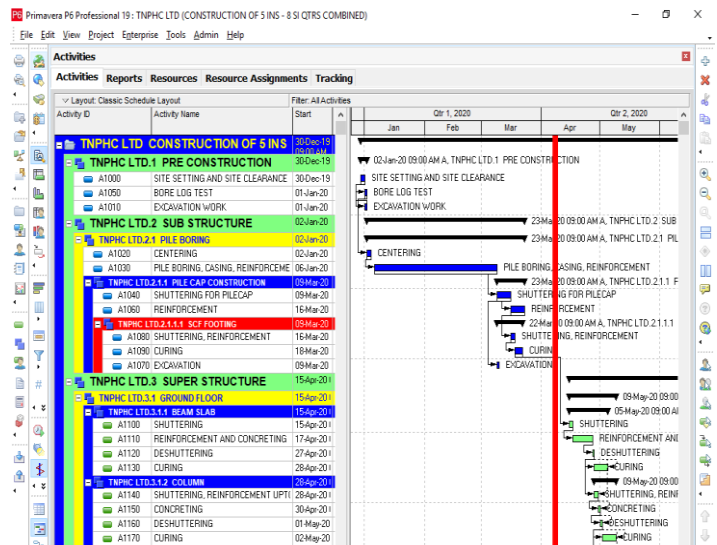 P6 Primavera P6 Professional 19 : TNPHC LTD (CONSTRUCTION OF 5 INS - 8 SI QTRS COMBINED)
File Edit View Project Enterprise Tools Admin Help
Activities
Activities Reports Resources Resource Assignments Tracking
Layout: Classic Schedule Layout Filter: All Activities
Activity ID Activity Name Start Qtr 1, 2020 Qtr 2, 2020
Jan Feb Mar Apr May
TNPHC LTD CONSTRUCTION OF 5 INS 30-Dec-19 09:00 AM
TNPHC LTD.1 PRE CONSTRUCTION 30-Dec-19 02-Jan-20 09:00 AM A, TNPHC LTD.1 PRE CONSTRUCTION
A1000 SITE SETTING AND SITE CLEARANCE 30-Dec-19 SITE SETTING AND SITE CLEARANCE
A1050 BORE LOG TEST 01-Jan-20 BORE LOG TEST
A1010 EXCAVATION WORK 01-Jan-20 EXCAVATION WORK
TNPHC LTD.2 SUB STRUCTURE 02-Jan-20 23-Mar-20 09:00 AM A, TNPHC LTD.2 SUB
TNPHC LTD.2.1 PILE BORING 02-Jan-20 23-Mar-20 09:00 AM A, TNPHC LTD.2.1 PIL
A1020 CENTERING 02-Jan-20 CENTERING
A1030 PILE BORING, CASING, REINFORCEME 06-Jan-20 PILE BORING, CASING, REINFORCEMENT
TNPHC LTD.2.1.1 PILE CAP CONSTRUCTION 09-Mar-20 23-Mar-20 09:00 AM A, TNPHC LTD.2.1.1 F
A1040 SHUTTERING FOR PILECAP 09-Mar-20 SHUTTERING FOR PILECAP
A1060 REINFORCEMENT 16-Mar-20 REINFORCEMENT
TNPHC LTD.2.1.1.1 SCF FOOTING 09-Mar-20 22-Mar-20 09:00 AM A, TNPHC LTD.2.1.1.1
A1080 SHUTTERING, REINFORCEMENT 16-Mar-20 SHUTTERING, REINFORCEMENT
A1090 CURING 18-Mar-20 CURING
A1070 EXCAVATION 09-Mar-20 EXCAVATION
TNPHC LTD.3 SUPER STRUCTURE 15-Apr-20
TNPHC LTD.3.1 GROUND FLOOR 15-Apr-20 09-May-20 09:00
TNPHC LTD.3.1.1 BEAM SLAB 15-Apr-20 05-May-20 09:00 AM
A1100 SHUTTERING 15-Apr-20 SHUTTERING
A1110 REINFORCEMENT AND CONCRETING 17-Apr-20 REINFORCEMENT AND
A1120 DESHUTTERING 27-Apr-20 DESHUTTERING
A1130 CURING 28-Apr-20 CURING
TNPHC LTD.3.1.2 COLUMN 28-Apr-20 09-May-20 09:00
A1140 SHUTTERING, REINFORCEMENT UPTO 28-Apr-20 SHUTTERING, REINF
A1150 CONCRETING 30-Apr-20 CONCRETING
A1160 DESHUTTERING 01-May-20 DESHUTTERING
A1170 CURING 02-May-20 CURING